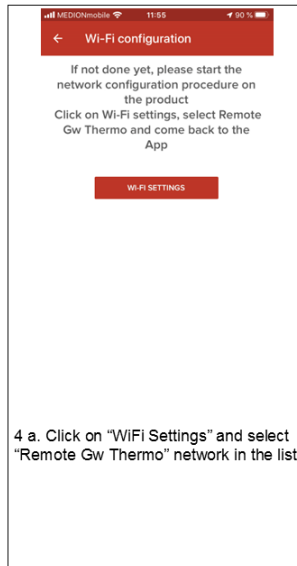 MEDIONmobile 11:55 90 %
← Wi-Fi configuration
If not done yet, please start the
network configuration procedure on
the product
Click on Wi-Fi settings, select Remote
Gw Thermo and come back to the
App
WI-FI SETTINGS
4 a. Click on “WiFi Settings” and select
“Remote Gw Thermo” network in the list